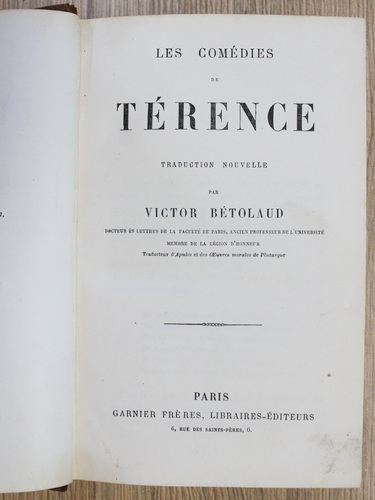 LES COMÉDIES
DE
TÉRENCE
TRADUCTION NOUVELLE
PAR
VICTOR BÉTOLAUD
DOCTEUR ÈS LETTRES DE LA FACULTÉ DE PARIS, ANCIEN PROFESSEUR DE L'UNIVERSITÉ
MEMBRE DE LA LÉGION D'HONNEUR
Traducteur d'Apulée et des Œuvres morales de Plutarque
PARIS
GARNIER FRÈRES, LIBRAIRES-ÉDITEURS
6, RUE DES SAINTS-PÈRES, 6.